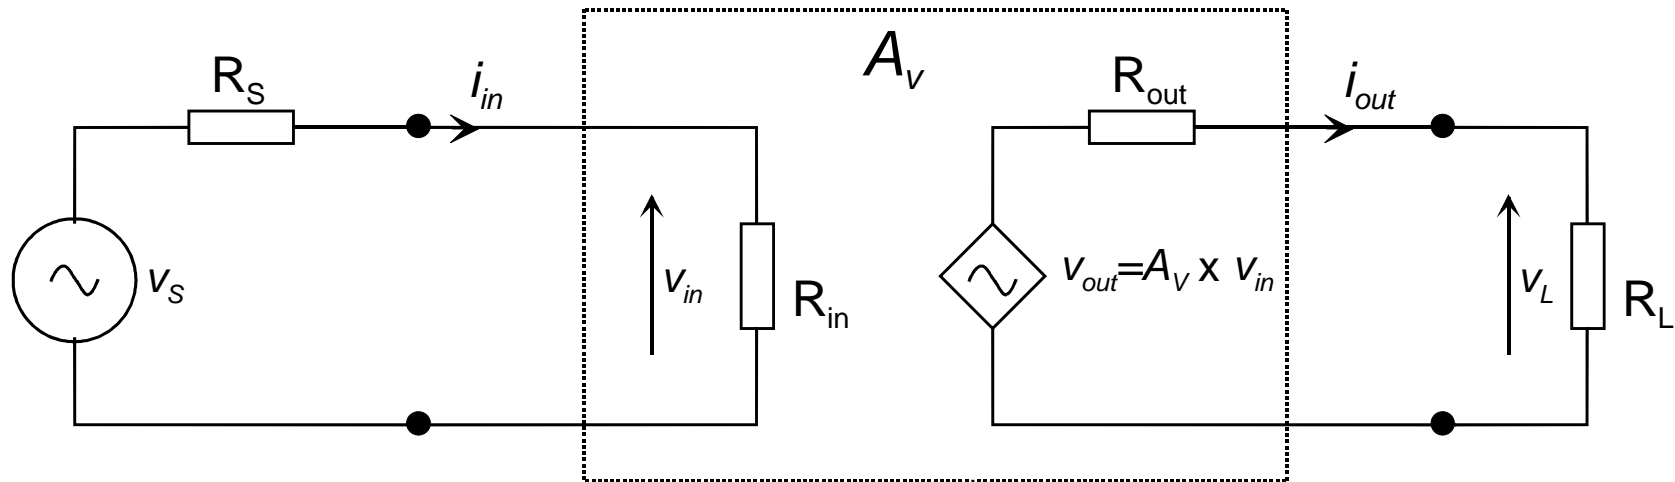 A_v
R_S
i_in
R_out
i_out
v_S
v_in
R_in
v_out=A_V x v_in
v_L
R_L